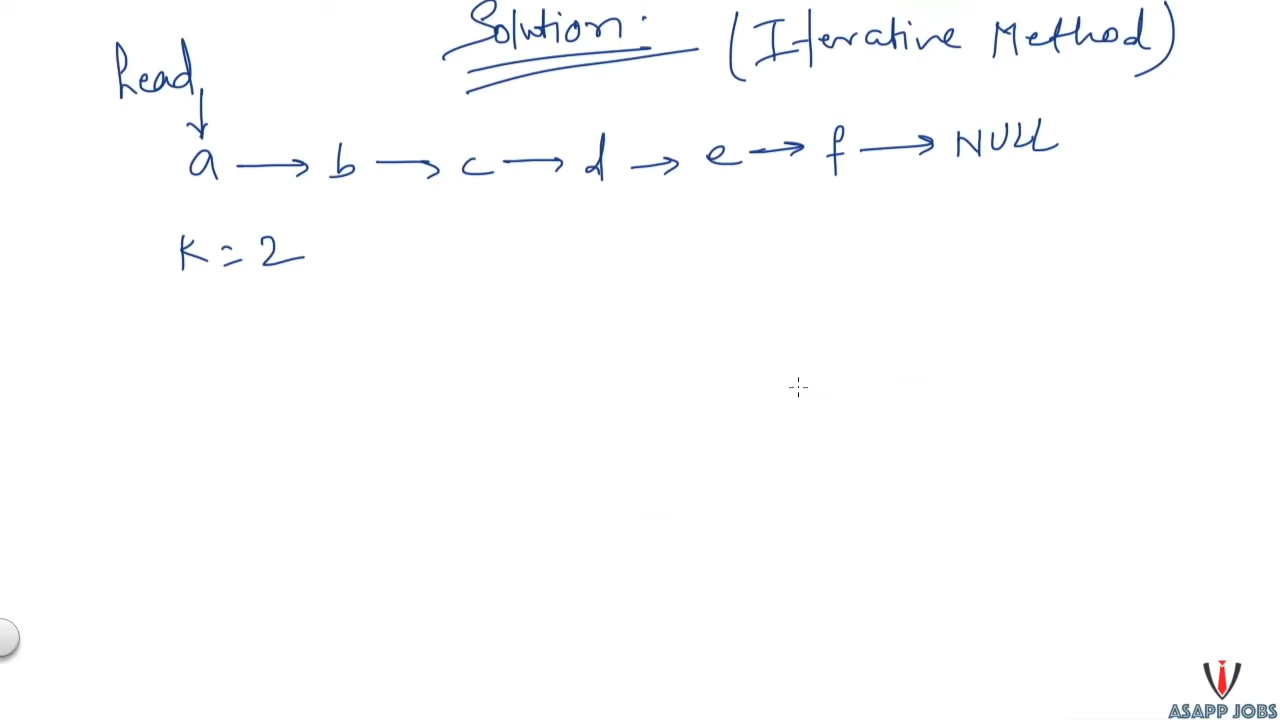 Solution: (Iterative Method)
head
a → b → c → d → e → f → NULL
K = 2
ASAPP JOBS